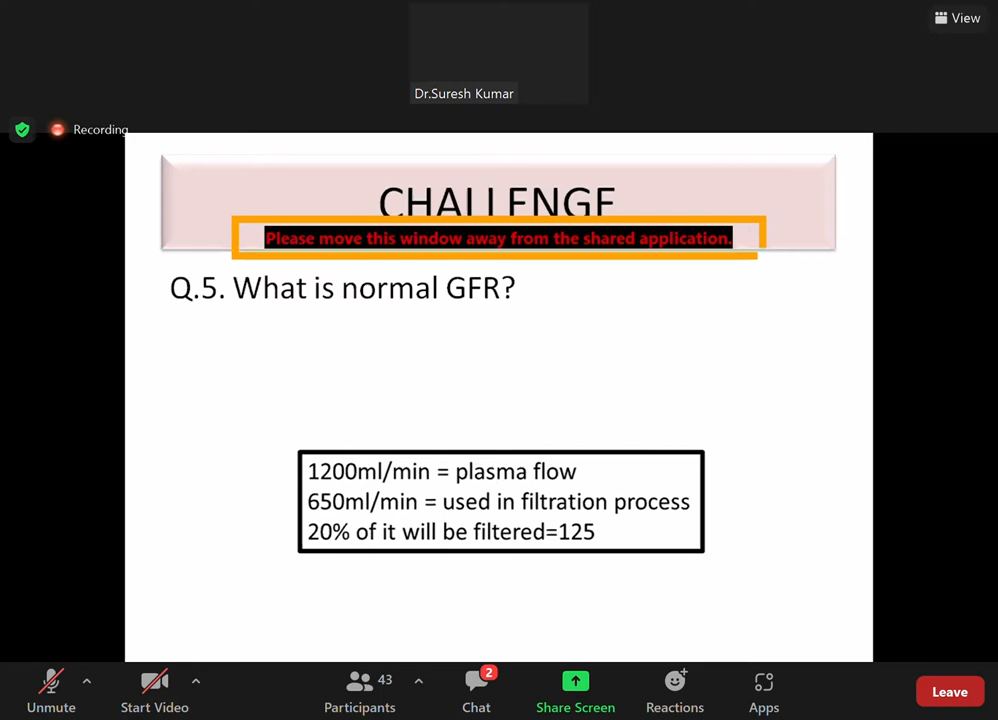 View
Dr.Suresh Kumar
Recording
CHALLENGE
Please move this window away from the shared application.
Q.5. What is normal GFR?
1200ml/min = plasma flow
650ml/min = used in filtration process
20% of it will be filtered=125
Unmute
Start Video
43
Participants
2
Chat
Share Screen
Reactions
Apps
Leave